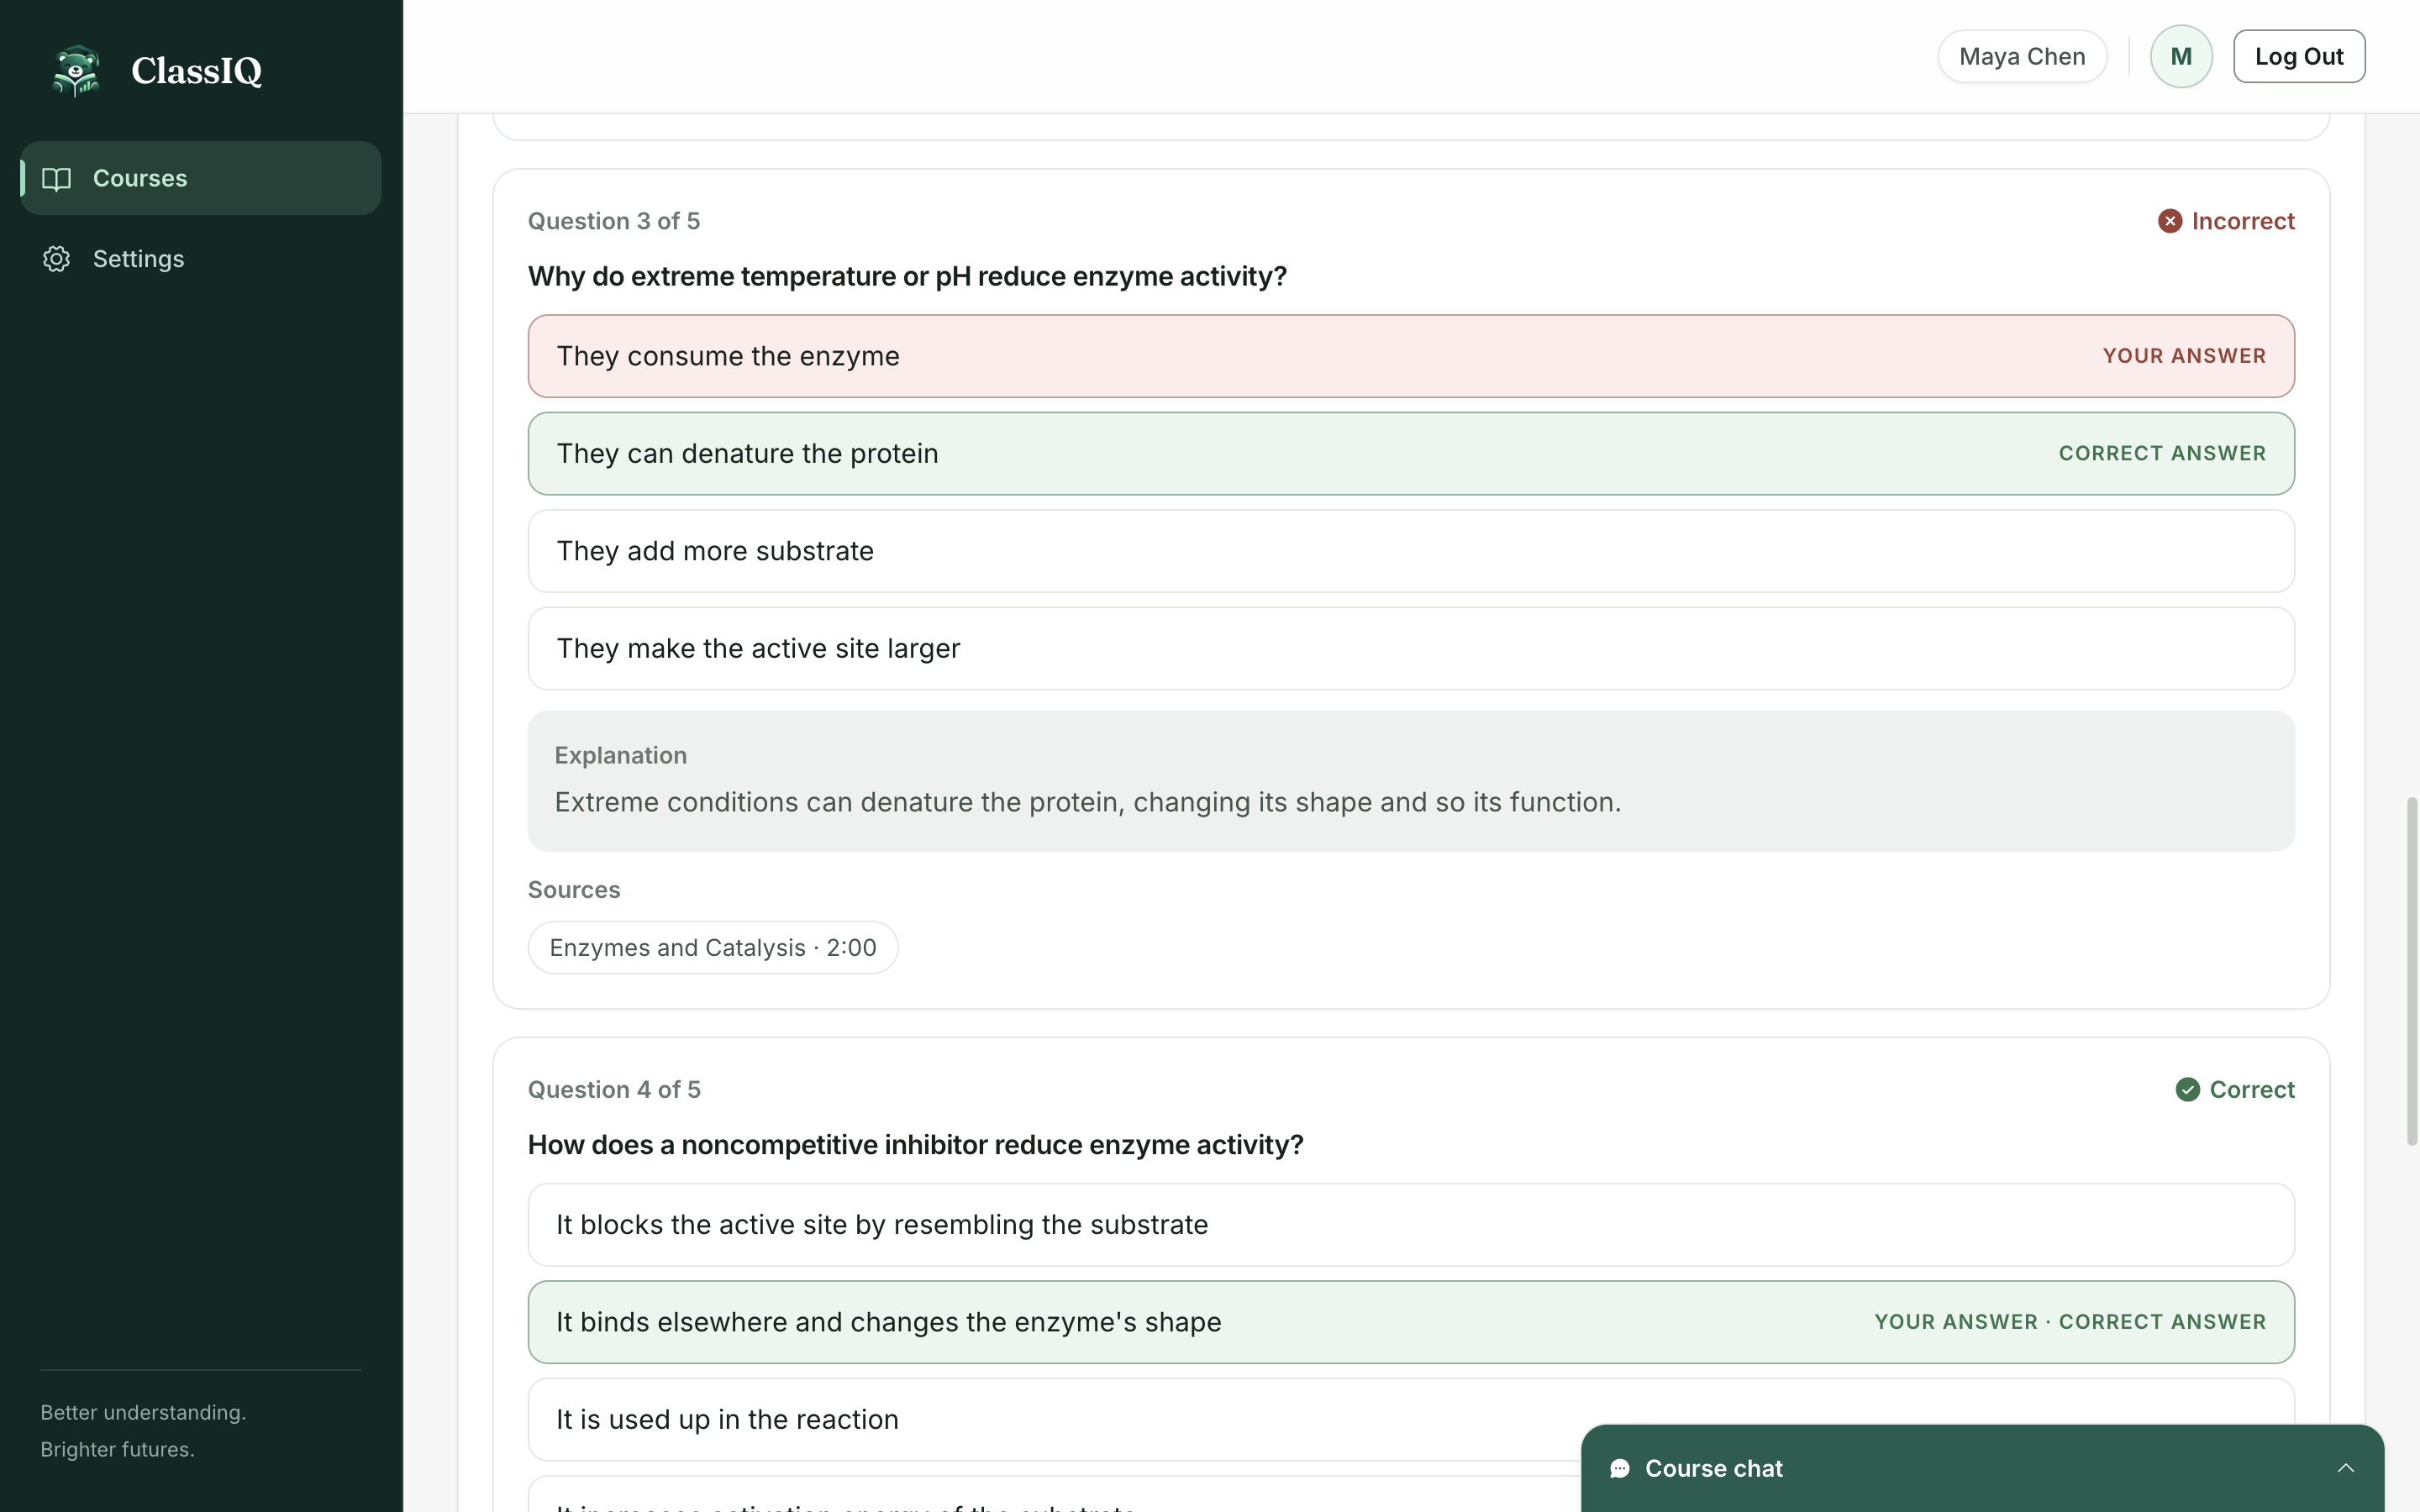 ClassIQ
Courses
Settings
Better understanding.
Brighter futures.
Maya Chen
M
Log Out
Question 3 of 5
Incorrect
Why do extreme temperature or pH reduce enzyme activity?
They consume the enzyme
YOUR ANSWER
They can denature the protein
CORRECT ANSWER
They add more substrate
They make the active site larger
Explanation
Extreme conditions can denature the protein, changing its shape and so its function.
Sources
Enzymes and Catalysis · 2:00
Question 4 of 5
Correct
How does a noncompetitive inhibitor reduce enzyme activity?
It blocks the active site by resembling the substrate
It binds elsewhere and changes the enzyme's shape
YOUR ANSWER · CORRECT ANSWER
It is used up in the reaction
Course chat